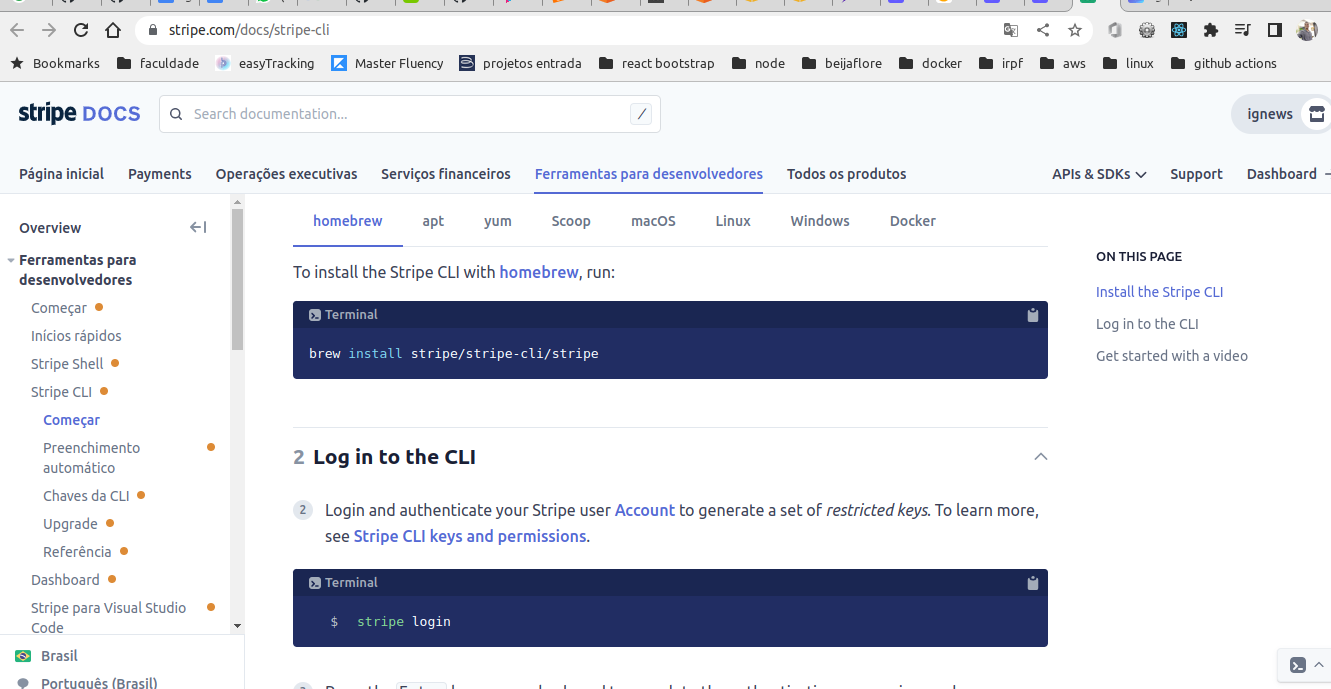 stripe.com/docs/stripe-cli
Bookmarks faculdade easyTracking Master Fluency projetos entrada react bootstrap node beijaflore docker irpf aws linux github actions
stripe DOCS
Search documentation...
/
ignews
Página inicial Payments Operações executivas Serviços financeiros Ferramentas para desenvolvedores Todos os produtos APIs & SDKs Support Dashboard
Overview
Ferramentas para
desenvolvedores
Começar
Inícios rápidos
Stripe Shell
Stripe CLI
Começar
Preenchimento
automático
Chaves da CLI
Upgrade
Referência
Dashboard
Stripe para Visual Studio
Code
Brasil
Português (Brasil)
homebrew apt yum Scoop macOS Linux Windows Docker
To install the Stripe CLI with homebrew, run:
Terminal
brew install stripe/stripe-cli/stripe
2 Log in to the CLI
2 Login and authenticate your Stripe user Account to generate a set of restricted keys. To learn more,
see Stripe CLI keys and permissions.
Terminal
$ stripe login
ON THIS PAGE
Install the Stripe CLI
Log in to the CLI
Get started with a video